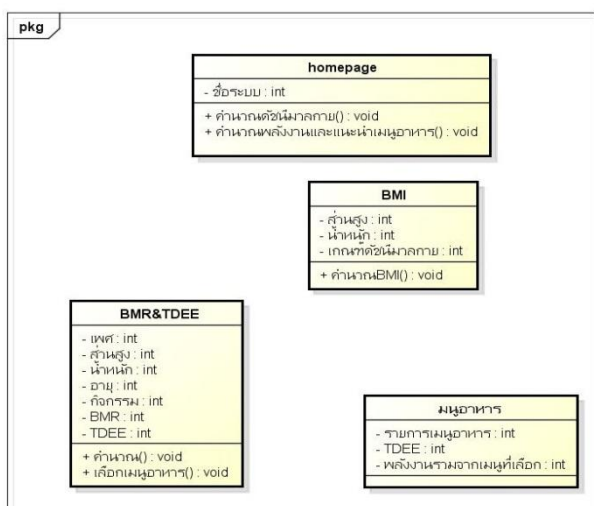 pkg
homepage
- ชื่อระบบ : int
+ คำนวณดัชนีมวลกาย() : void
+ คำนวณพลังงานและแนะนำเมนูอาหาร() : void
BMI
- ส่วนสูง : int
- น้ำหนัก : int
- เกณฑ์ดัชนีมวลกาย : int
+ คำนวณBMI() : void
BMR&TDEE
- เพศ : int
- ส่วนสูง : int
- น้ำหนัก : int
- อายุ : int
- กิจกรรม : int
- BMR : int
- TDEE : int
+ คำนวณ() : void
+ เลือกเมนูอาหาร() : void
มนูอาหาร
- รายการเมนูอาหาร : int
- TDEE : int
- พลังงานรวมจากเมนูที่เลือก : int